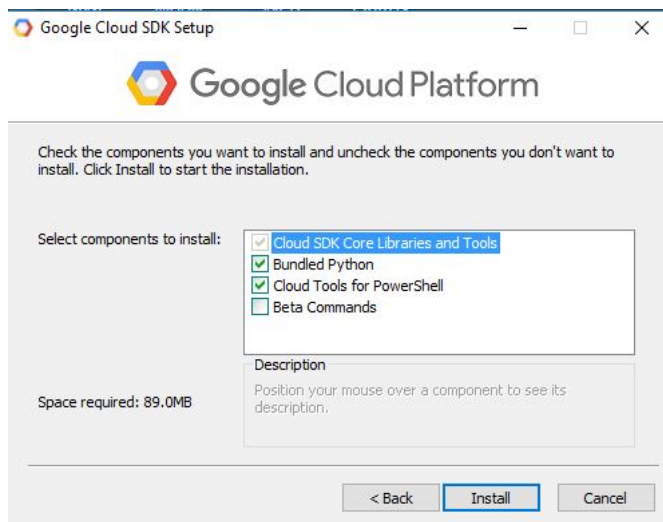 Google Cloud SDK Setup
Google Cloud Platform
Check the components you want to install and uncheck the components you don't want to
install. Click Install to start the installation.
Select components to install:
Cloud SDK Core Libraries and Tools
Bundled Python
Cloud Tools for PowerShell
Beta Commands
Description
Position your mouse over a component to see its
description.
Space required: 89.0MB
< Back
Install
Cancel